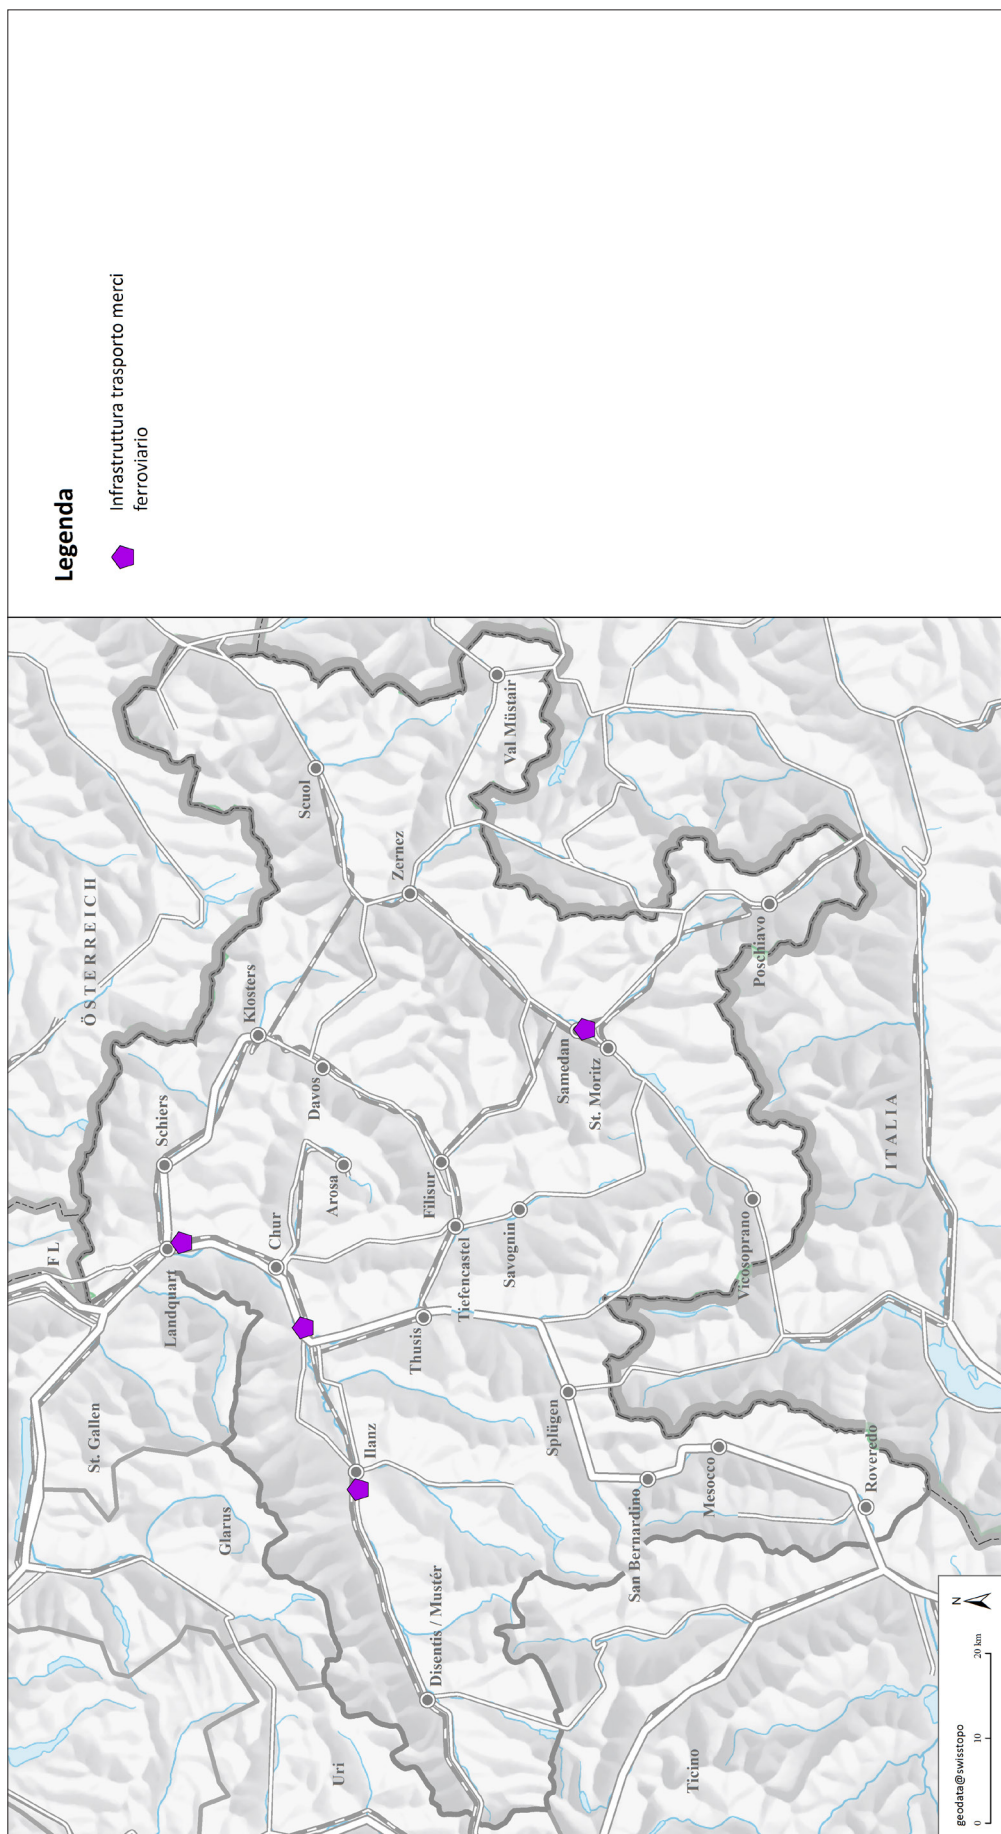 Legenda
Infrastruttura trasporto merci
ferroviario
ÖSTERREICH
FL
St. Gallen
Glarus
Uri
Ticino
ITALIA
Schiers
Landquart
Klosters
Chur
Davos
Arosa
Scuol
Zernez
Val Müstair
Ilanz
Disentis / Mustér
Thusis
Filisur
Tiefencastel
Savognin
Samedan
St. Moritz
Splügen
San Bernardino
Mesocco
Roveredo
Vicosoprano
Poschiavo
geodata@swisstopo
N
0 10 20 km